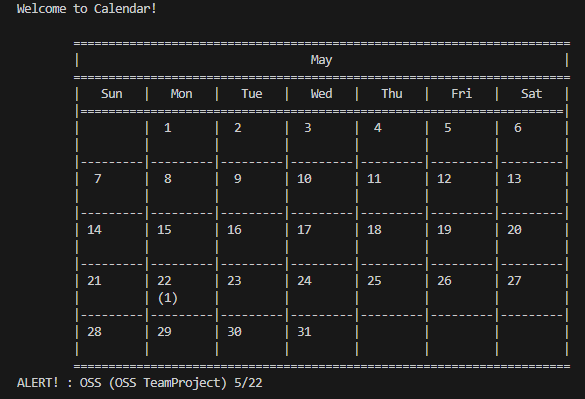 Welcome to Calendar!
=======================================================================
|                                 May                                 |
=======================================================================
|   Sun   |   Mon   |   Tue   |   Wed   |   Thu   |   Fri   |   Sat   |
|=====================================================================|
|         |  1      |  2      |  3      |  4      |  5      |  6      |
|         |         |         |         |         |         |         |
|---------|---------|---------|---------|---------|---------|---------|
|  7      |  8      |  9      | 10      | 11      | 12      | 13      |
|         |         |         |         |         |         |         |
|---------|---------|---------|---------|---------|---------|---------|
| 14      | 15      | 16      | 17      | 18      | 19      | 20      |
|         |         |         |         |         |         |         |
|---------|---------|---------|---------|---------|---------|---------|
| 21      | 22      | 23      | 24      | 25      | 26      | 27      |
|         | (1)     |         |         |         |         |         |
|---------|---------|---------|---------|---------|---------|---------|
| 28      | 29      | 30      | 31      |         |         |         |
|         |         |         |         |         |         |         |
=======================================================================
ALERT! : OSS (OSS TeamProject) 5/22